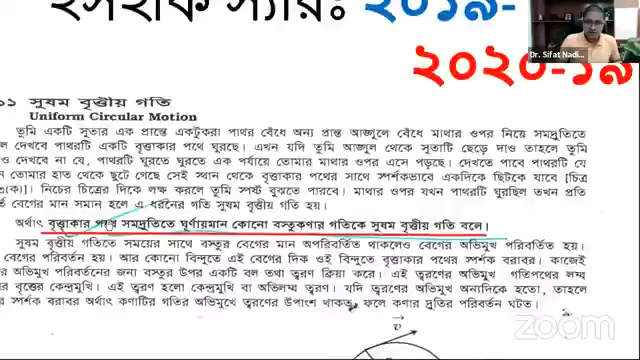 ইসহাক স্যারঃ ২০১৯-
২০২০-১৯
Dr. Sifat Nadi...
১১ সুষম বৃত্তীয় গতি
Uniform Circular Motion
তুমি একটি সুতার এক প্রান্তে একটুকরা পাথর বেঁধে অন্য প্রান্ত আঙ্গুলে বেঁধে মাথার ওপর নিয়ে সমদ্রুতিতে
ল দেখবে পাথরটি একটি বৃত্তাকার পথে ঘুরছে। এখন যদি তুমি আঙ্গুল থেকে সুতাটি ছেড়ে দাও তাহলে তুমি
ও দেখবে না যে, পাথরটি ঘুরতে ঘুরতে এক পর্যায়ে তোমার মাথার ওপর এসে পড়ছে। দেখতে পাবে পাথরটি যে
ন তোমার হাত থেকে ছুটে গেছে সেই স্থান থেকে বৃত্তাকার পথের সাথে স্পর্শকভাবে একদিকে ছিটকে যাবে [চিত্র
৩(ক)]। নিচের চিত্রের দিকে লক্ষ করলে তুমি স্পষ্ট বুঝতে পারবে। মাথার ওপর যখন পাথরটি ঘুরছিল তখন প্রতি
র্ত বেগের মান সমান হলে এ ধরনের গতি সুষম বৃত্তীয় গতি হয়।
অর্থাৎ বৃত্তাকার পথে সমদ্রুতিতে ঘূর্ণায়মান কোনো বস্তুকণার গতিকে সুষম বৃত্তীয় গতি বলে।
সুষম বৃত্তীয় গতিতে সময়ের সাথে বস্তুর বেগের মান অপরিবর্তিত থাকলেও বেগের অভিমুখ পরিবর্তিত হয়।
বেগের পরিবর্তন হয়। আর কোনো বিন্দুতে এই বেগের দিক ওই বিন্দুতে বৃত্তাকার পথের স্পর্শক বরাবর। কাজেই
র অভিমুখ পরিবর্তনের জন্য বস্তুর উপর একটি বল তথা ত্বরণ ক্রিয়া করে। এই ত্বরণের অভিমুখ গতিপথের লম্ব
র বৃত্তের কেন্দ্রমুখি। এই ত্বরণ হলো কেন্দ্রমুখি বা অভিলম্ব ত্বরণ। যদি ত্বরণের অভিমুখ অন্যদিকে হতো, তাহলে
র স্পর্শক বরাবর অর্থাৎ কণাটির গতির অভিমুখে ত্বরণের উপাংশ থাকত, ফলে কণার দ্রুতির পরিবর্তন ঘটত।
v
zoom